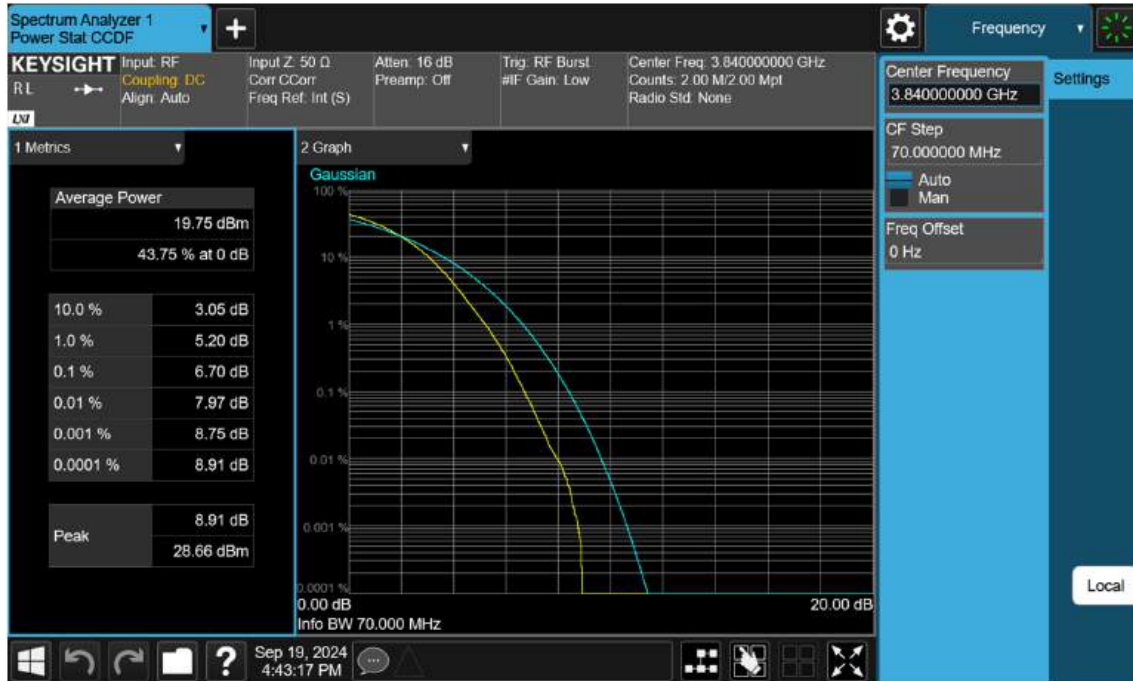 Spectrum Analyzer 1
Power Stat CCDF
+
Frequency
KEYSIGHT
RL
LXI
Input: RF
Coupling: DC
Align: Auto
Input Z: 50 Ω
Corr CCorr
Freq Ref: Int (S)
Atten: 16 dB
Preamp: Off
Trig: RF Burst
#IF Gain: Low
Center Freq: 3.840000000 GHz
Counts: 2.00 M/2.00 Mpt
Radio Std: None
Center Frequency
3.840000000 GHz
Settings
CF Step
70.000000 MHz
Auto
Man
Freq Offset
0 Hz
1 Metrics
Average Power
19.75 dBm
43.75 % at 0 dB
10.0 % 3.05 dB
1.0 % 5.20 dB
0.1 % 6.70 dB
0.01 % 7.97 dB
0.001 % 8.75 dB
0.0001 % 8.91 dB
Peak
8.91 dB
28.66 dBm
2 Graph
Gaussian
100 %
10 %
1 %
0.1 %
0.01 %
0.001 %
0.0001 %
0.00 dB 20.00 dB
Info BW 70.000 MHz
Local
?
Sep 19, 2024
4:43:17 PM